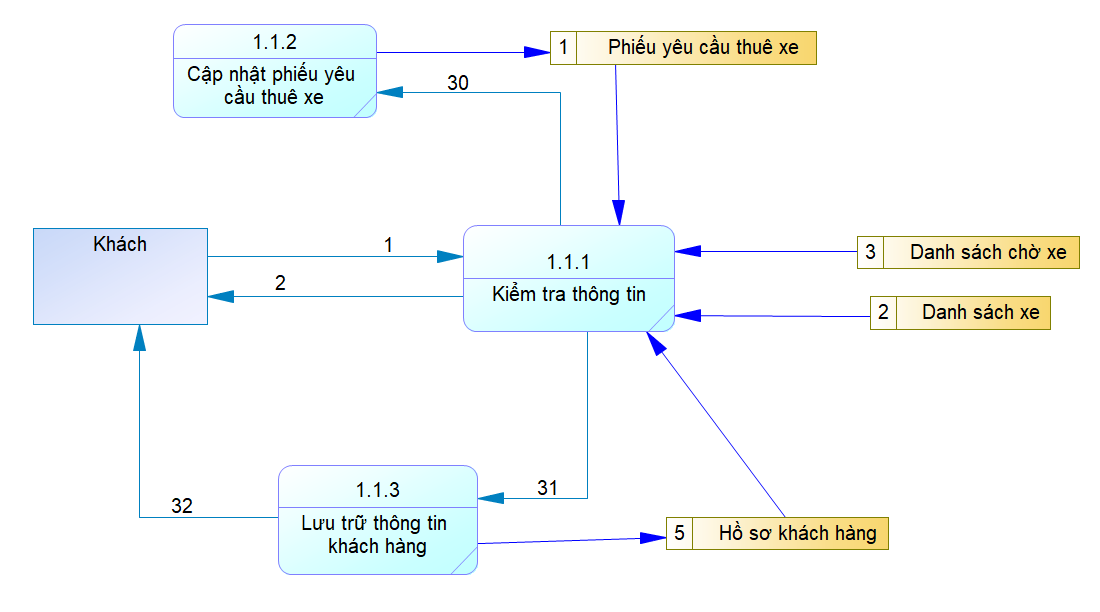 1.1.2
Cập nhật phiếu yêu
cầu thuê xe
1
Phiếu yêu cầu thuê xe
30
Khách
1
2
1.1.1
Kiểm tra thông tin
3
Danh sách chờ xe
2
Danh sách xe
31
32
1.1.3
Lưu trữ thông tin
khách hàng
5
Hồ sơ khách hàng